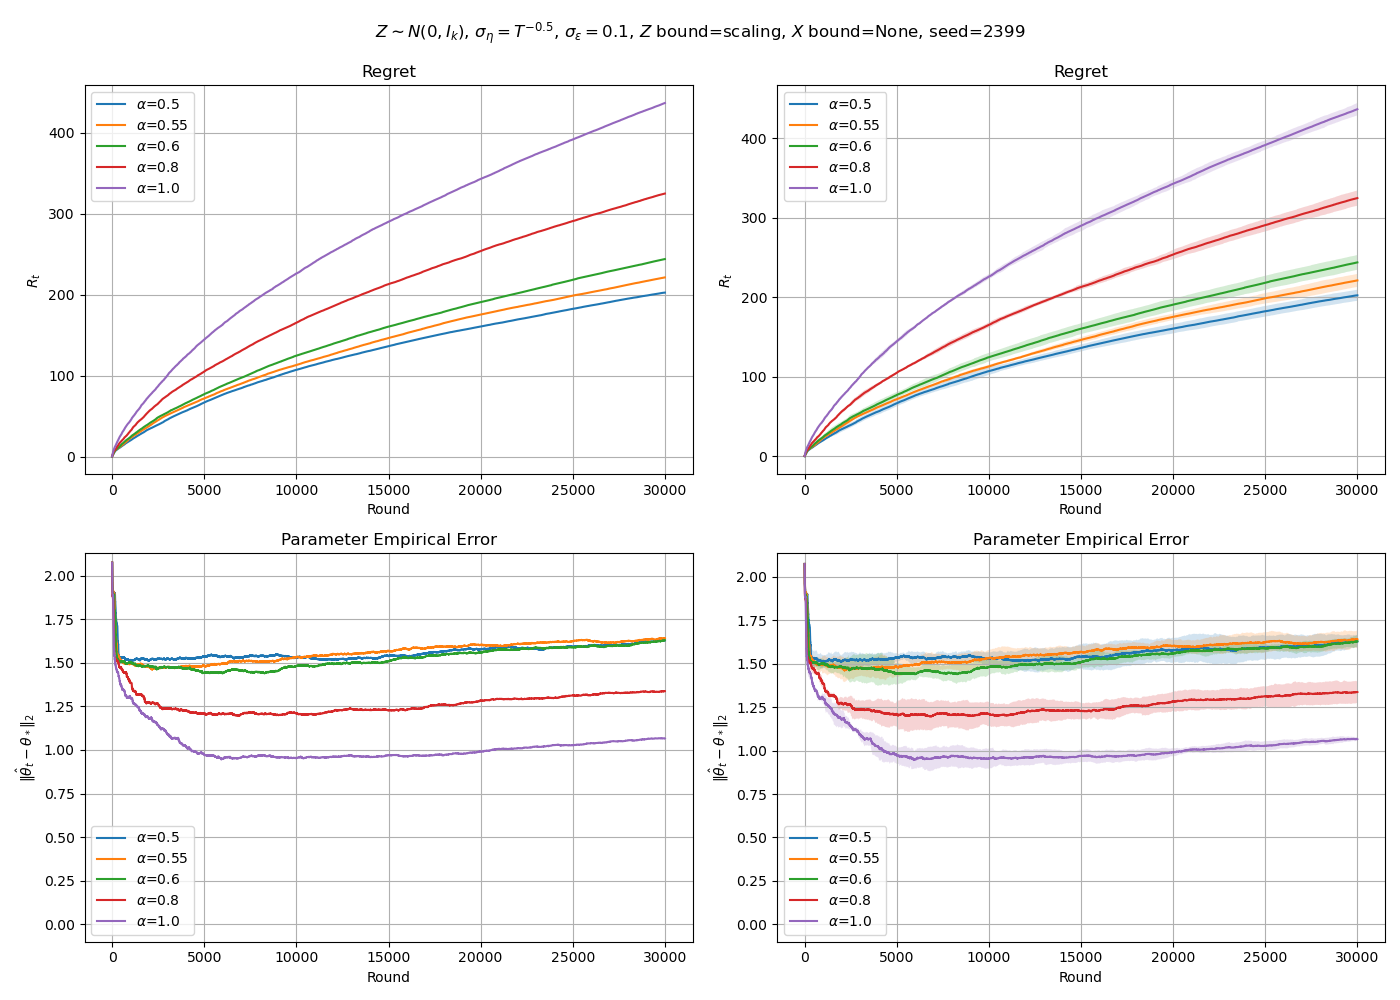 Z ~ N(0, I_k), σ_η = T^{-0.5}, σ_ε = 0.1, Z bound=scaling, X bound=None, seed=2399
Regret
R_t
400
300
200
100
0
α=0.5
α=0.55
α=0.6
α=0.8
α=1.0
0 5000 10000 15000 20000 25000 30000
Round
Regret
R_t
400
300
200
100
0
α=0.5
α=0.55
α=0.6
α=0.8
α=1.0
0 5000 10000 15000 20000 25000 30000
Round
Parameter Empirical Error
‖θ̂_t − θ_*‖_2
2.00
1.75
1.50
1.25
1.00
0.75
0.50
0.25
0.00
α=0.5
α=0.55
α=0.6
α=0.8
α=1.0
0 5000 10000 15000 20000 25000 30000
Round
Parameter Empirical Error
‖θ̂_t − θ_*‖_2
2.00
1.75
1.50
1.25
1.00
0.75
0.50
0.25
0.00
α=0.5
α=0.55
α=0.6
α=0.8
α=1.0
0 5000 10000 15000 20000 25000 30000
Round